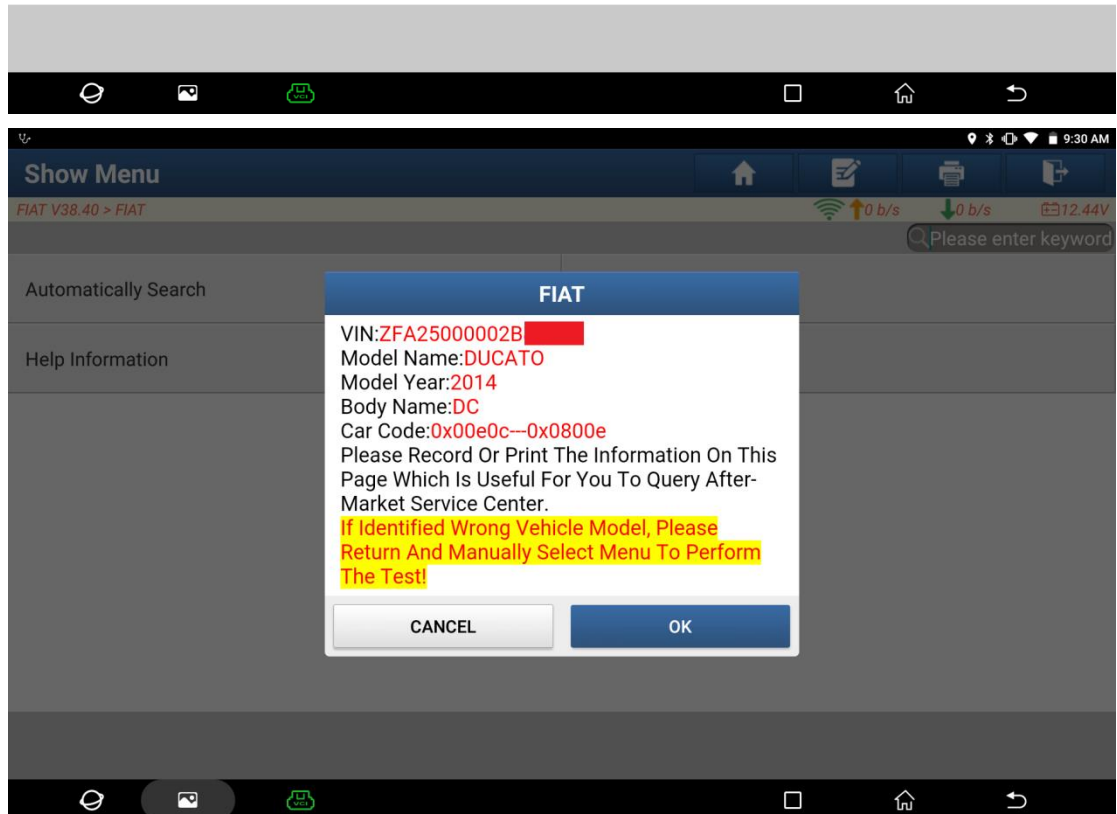 VCI
9:30 AM
Show Menu
FIAT V38.40 > FIAT
0 b/s
0 b/s
12.44V
Please enter keyword
Automatically Search
FIAT
VIN:ZFA25000002B
Model Name:DUCATO
Model Year:2014
Body Name:DC
Car Code:0x00e0c---0x0800e
Please Record Or Print The Information On This
Page Which Is Useful For You To Query After-
Market Service Center.
If Identified Wrong Vehicle Model, Please
Return And Manually Select Menu To Perform
The Test!
Help Information
CANCEL
OK
VCI